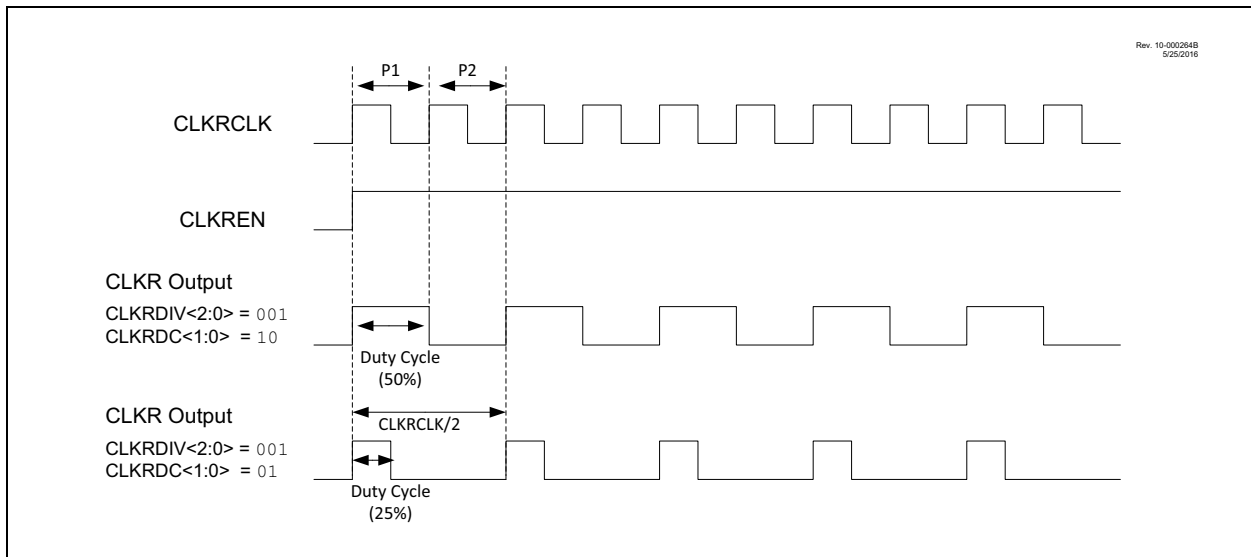 Rev. 10-000264B
5/25/2016
P1
P2
CLKRCLK
CLKREN
CLKR Output
CLKRDIV<2:0> = 001
CLKRDC<1:0> = 10
Duty Cycle
(50%)
CLKR Output
CLKRCLK/2
CLKRDIV<2:0> = 001
CLKRDC<1:0> = 01
Duty Cycle
(25%)